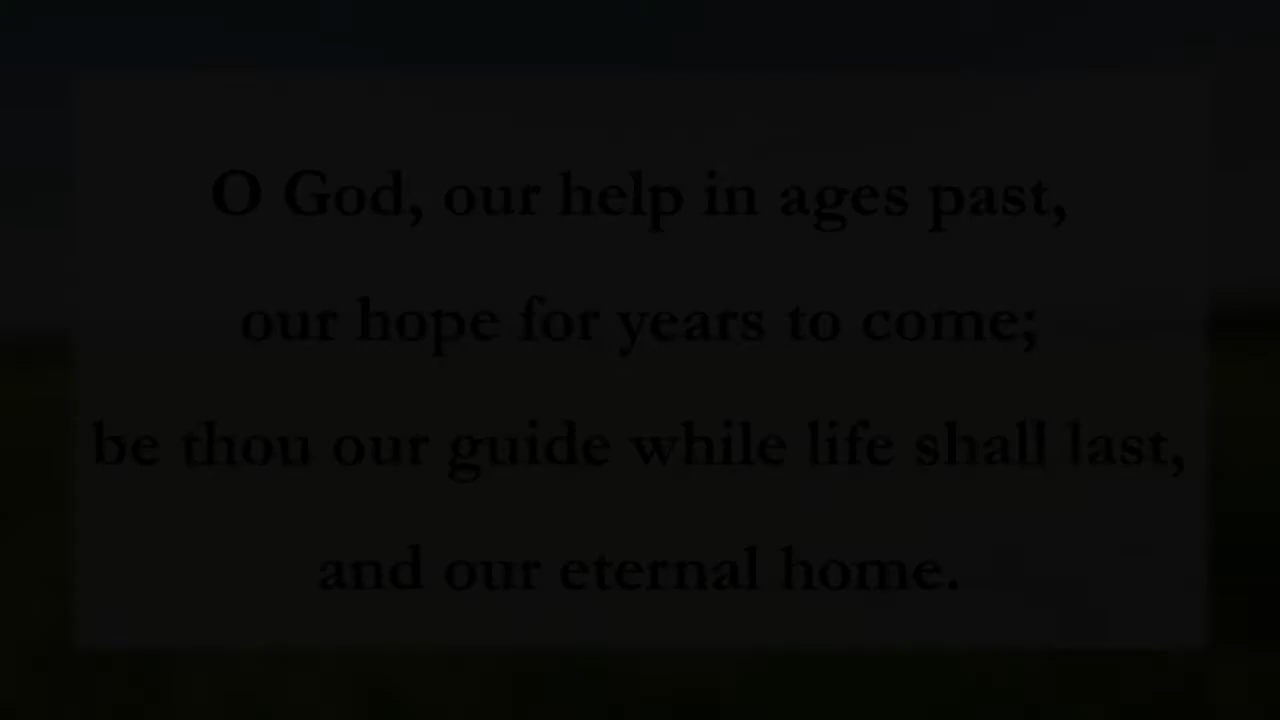 O God, our help in ages past,
our hope for years to come;
be thou our guide while life shall last,
and our eternal home.